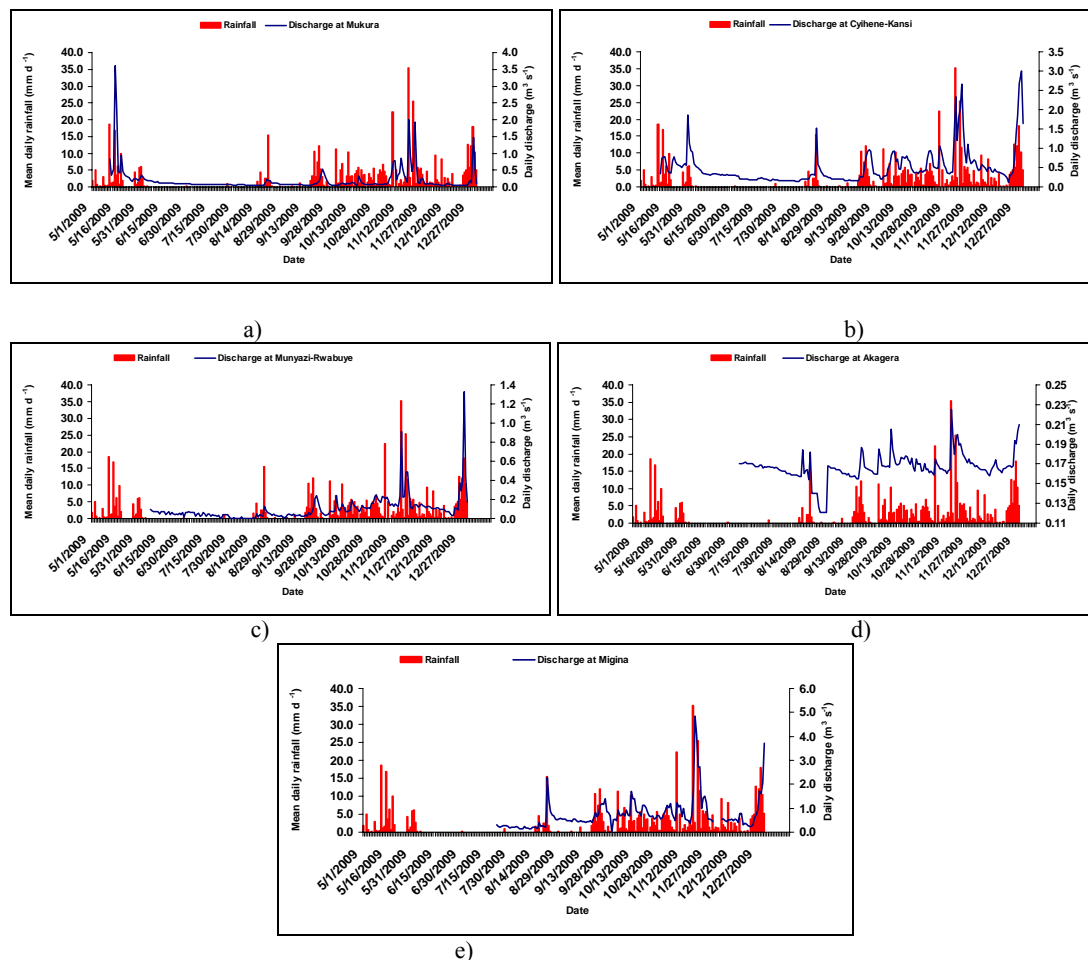 Rainfall Discharge at Mukura
Mean daily rainfall (mm d -1)
40.0
35.0
30.0
25.0
20.0
15.0
10.0
5.0
0.0
4.0
3.5
3.0
2.5
2.0
1.5
1.0
0.5
0.0
Daily discharge (m3 s-1)
5/1/2009 5/16/2009 5/31/2009 6/15/2009 6/30/2009 7/15/2009 7/30/2009 8/14/2009 8/29/2009 9/13/2009 9/28/2009 10/13/2009 10/28/2009 11/12/2009 11/27/2009 12/12/2009 12/27/2009
Date
a)
Rainfall Discharge at Cyihene-Kansi
Mean daily rainfall (mm d -1)
40.0
35.0
30.0
25.0
20.0
15.0
10.0
5.0
0.0
3.5
3.0
2.5
2.0
1.5
1.0
0.5
0.0
Daily discharge (m3 s-1)
5/1/2009 5/16/2009 5/31/2009 6/15/2009 6/30/2009 7/15/2009 7/30/2009 8/14/2009 8/29/2009 9/13/2009 9/28/2009 10/13/2009 10/28/2009 11/12/2009 11/27/2009 12/12/2009 12/27/2009
Date
b)
Rainfall Discharge at Munyazi-Rwabuye
Mean daily rainfall (mm d -1)
40.0
35.0
30.0
25.0
20.0
15.0
10.0
5.0
0.0
1.4
1.2
1.0
0.8
0.6
0.4
0.2
0.0
Daily discharge (m3 s-1)
5/1/2009 5/16/2009 5/31/2009 6/15/2009 6/30/2009 7/15/2009 7/30/2009 8/14/2009 8/29/2009 9/13/2009 9/28/2009 10/13/2009 10/28/2009 11/12/2009 11/27/2009 12/12/2009 12/27/2009
Date
c)
Rainfall Discharge at Akagera
Mean daily rainfall (mm d -1)
40.0
35.0
30.0
25.0
20.0
15.0
10.0
5.0
0.0
0.25
0.23
0.21
0.19
0.17
0.15
0.13
0.11
Daily discharge (m3 s-1)
5/1/2009 5/16/2009 5/31/2009 6/15/2009 6/30/2009 7/15/2009 7/30/2009 8/14/2009 8/29/2009 9/13/2009 9/28/2009 10/13/2009 10/28/2009 11/12/2009 11/27/2009 12/12/2009 12/27/2009
Date
d)
Rainfall Discharge at Migina
Mean daily rainfall (mm d -1)
40.0
35.0
30.0
25.0
20.0
15.0
10.0
5.0
0.0
6.0
5.0
4.0
3.0
2.0
1.0
0.0
Daily discharge (m3 s-1)
5/1/2009 5/16/2009 5/31/2009 6/15/2009 6/30/2009 7/15/2009 7/30/2009 8/14/2009 8/29/2009 9/13/2009 9/28/2009 10/13/2009 10/28/2009 11/12/2009 11/27/2009 12/12/2009 12/27/2009
Date
e)